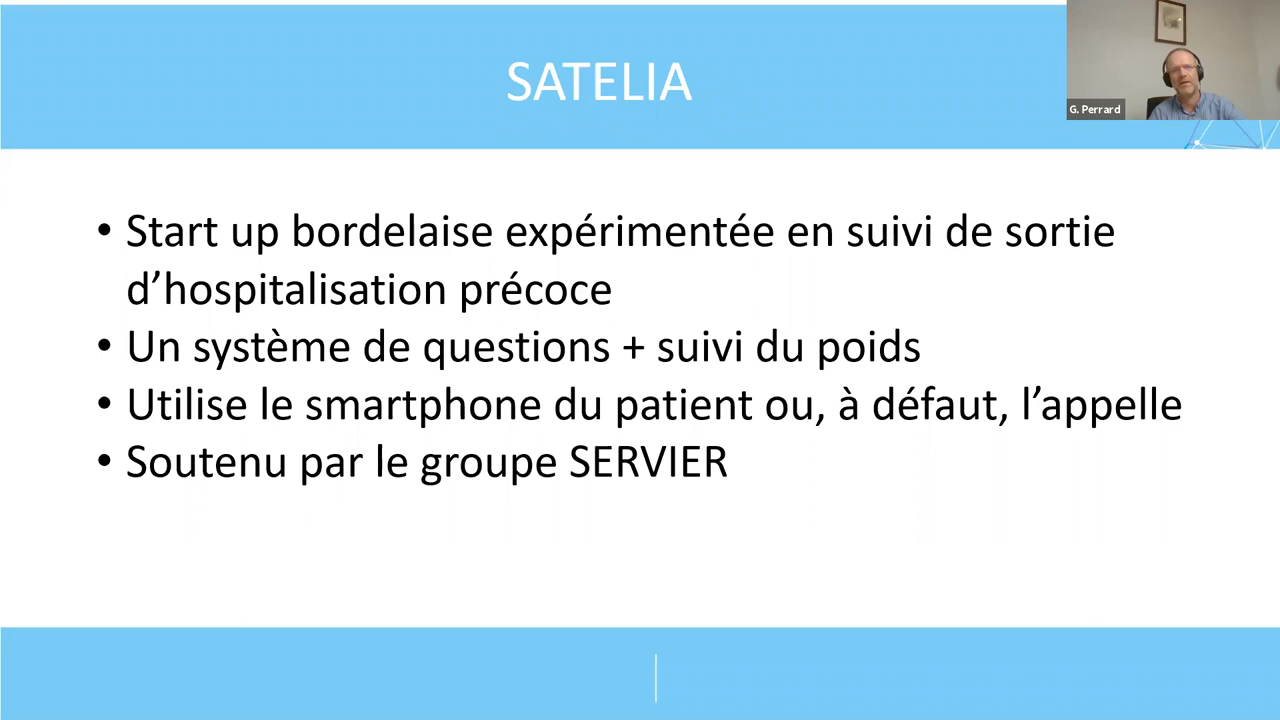 SATELIA
G. Perrard
• Start up bordelaise expérimentée en suivi de sortie
d’hospitalisation précoce
• Un système de questions + suivi du poids
• Utilise le smartphone du patient ou, à défaut, l’appelle
• Soutenu par le groupe SERVIER